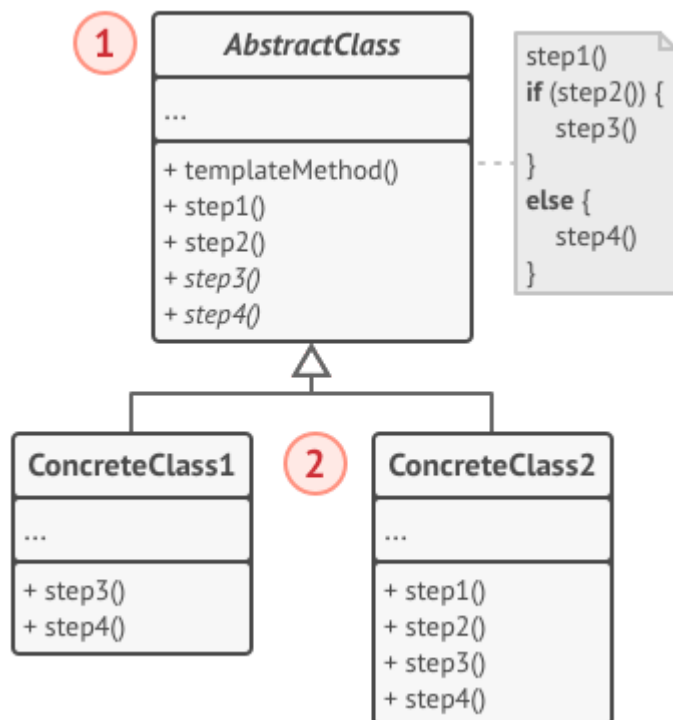 1
AbstractClass
...
+ templateMethod()
+ step1()
+ step2()
+ step3()
+ step4()
step1()
if (step2()) {
step3()
}
else {
step4()
}
ConcreteClass1
...
+ step3()
+ step4()
2
ConcreteClass2
...
+ step1()
+ step2()
+ step3()
+ step4()